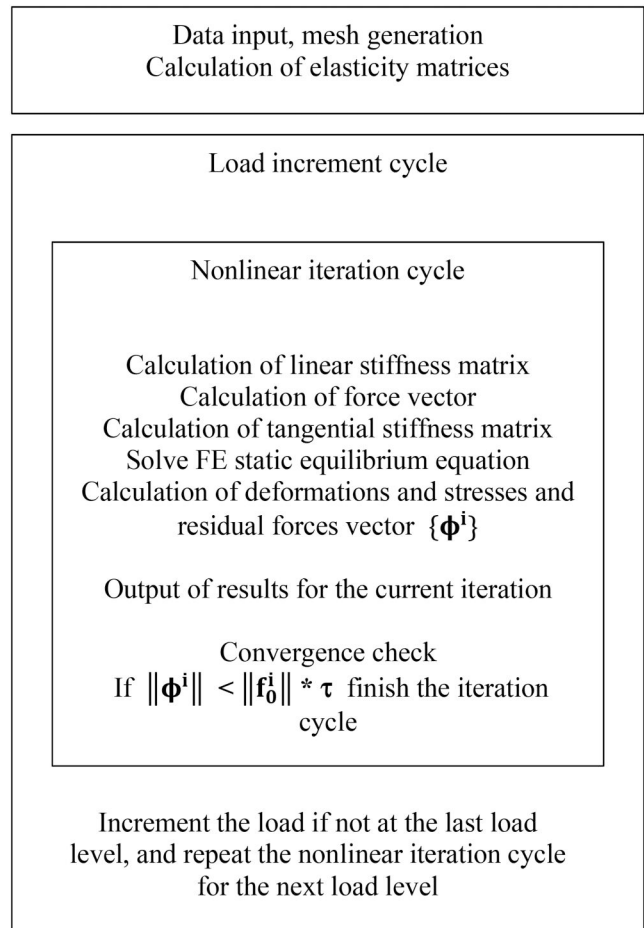 Data input, mesh generation
Calculation of elasticity matrices
Load increment cycle
Nonlinear iteration cycle
Calculation of linear stiffness matrix
Calculation of force vector
Calculation of tangential stiffness matrix
Solve FE static equilibrium equation
Calculation of deformations and stresses and
residual forces vector {ϕⁱ}
Output of results for the current iteration
Convergence check
If ‖ϕⁱ‖ < ‖f₀ⁱ‖ * τ finish the iteration
cycle
Increment the load if not at the last load
level, and repeat the nonlinear iteration cycle
for the next load level